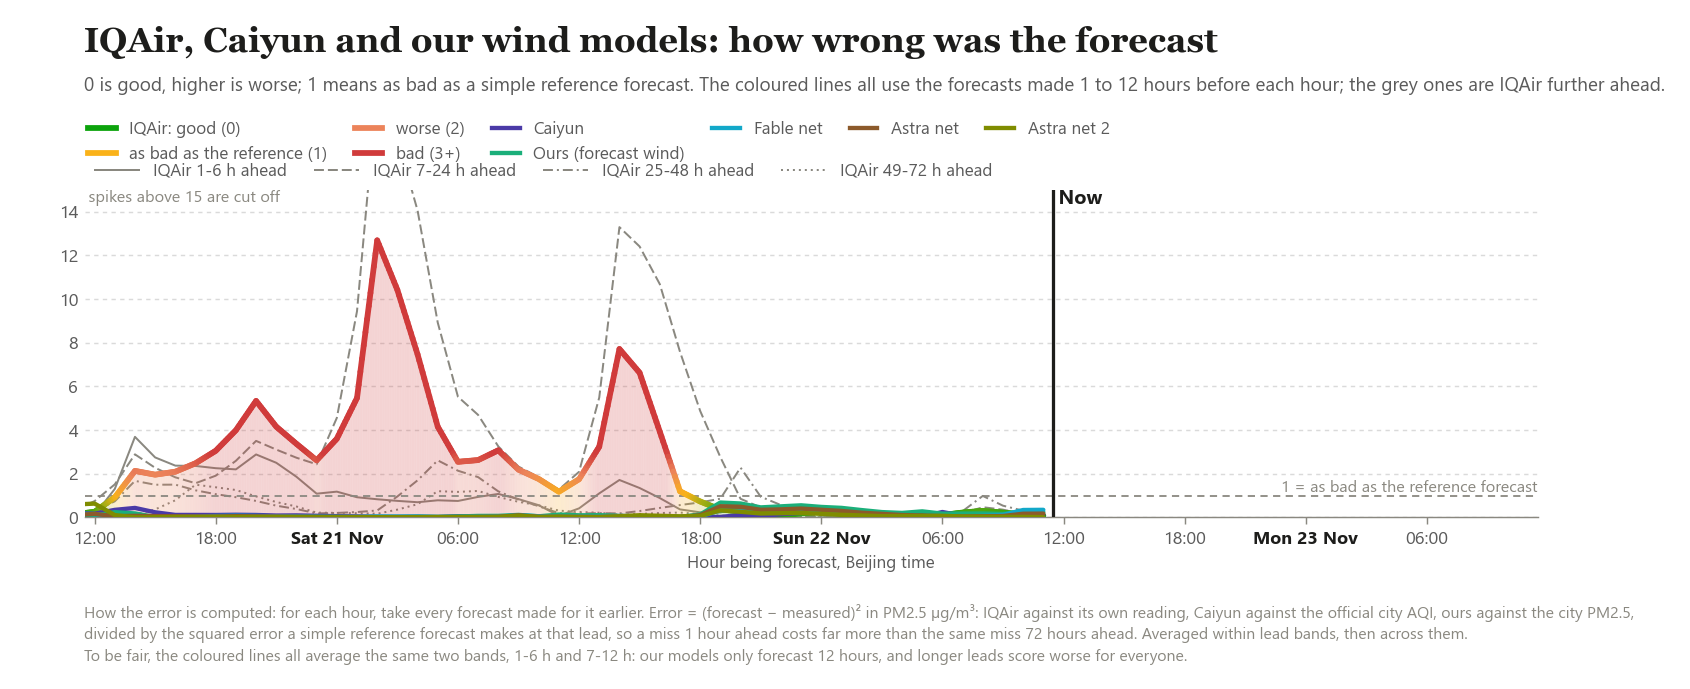 IQAir, Caiyun and our wind models: how wrong was the forecast
0 is good, higher is worse; 1 means as bad as a simple reference forecast. The coloured lines all use the forecasts made 1 to 12 hours before each hour; the grey ones are IQAir further ahead.
IQAir: good (0) worse (2) Caiyun Fable net Astra net Astra net 2
as bad as the reference (1) bad (3+) Ours (forecast wind)
IQAir 1-6 h ahead IQAir 7-24 h ahead IQAir 25-48 h ahead IQAir 49-72 h ahead
spikes above 15 are cut off
Now
14
12
10
8
6
4
2
1 = as bad as the reference forecast
0
12:00 18:00 Sat 21 Nov 06:00 12:00 18:00 Sun 22 Nov 06:00 12:00 18:00 Mon 23 Nov 06:00
Hour being forecast, Beijing time
How the error is computed: for each hour, take every forecast made for it earlier. Error = (forecast − measured)² in PM2.5 µg/m³: IQAir against its own reading, Caiyun against the official city AQI, ours against the city PM2.5,
divided by the squared error a simple reference forecast makes at that lead, so a miss 1 hour ahead costs far more than the same miss 72 hours ahead. Averaged within lead bands, then across them.
To be fair, the coloured lines all average the same two bands, 1-6 h and 7-12 h: our models only forecast 12 hours, and longer leads score worse for everyone.